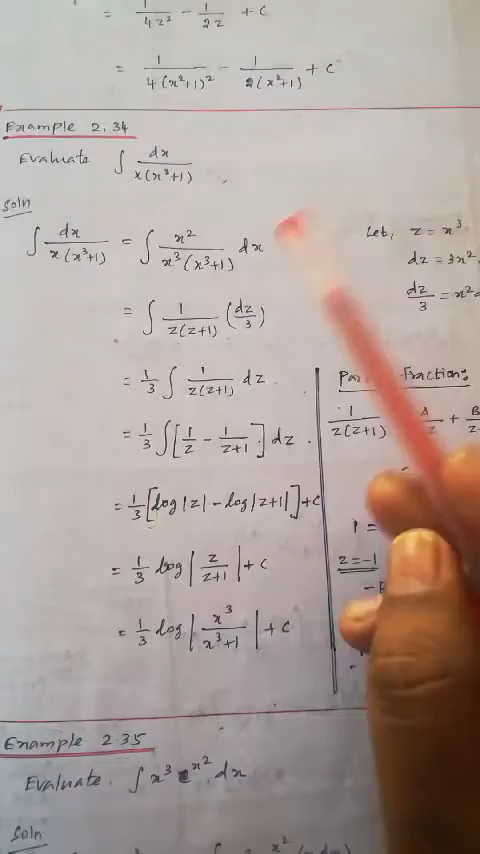 = 1/4z² - 1/2z + c
= 1/4(x²+1)² - 1/2(x²+1) + c
Example 2.34
Evaluate ∫ dx/x(x³+1) .
Soln
∫ dx/x(x³+1) = ∫ x²/x³(x³+1) dx
= ∫ 1/z(z+1) (dz/3)
= 1/3 ∫ 1/z(z+1) dz
= 1/3 ∫ [1/z - 1/z+1] dz .
= 1/3 [log|z| - log|z+1|] + c
= 1/3 log |z/z+1| + c
= 1/3 log |x³/x³+1| + c
Let, z = x³
dz = 3x²
dz/3 = x²
fraction:
1/z(z+1) A/z + B
1 =
z = -1
Example 2.35
Evaluate. ∫ x³ e^x² dx
Soln